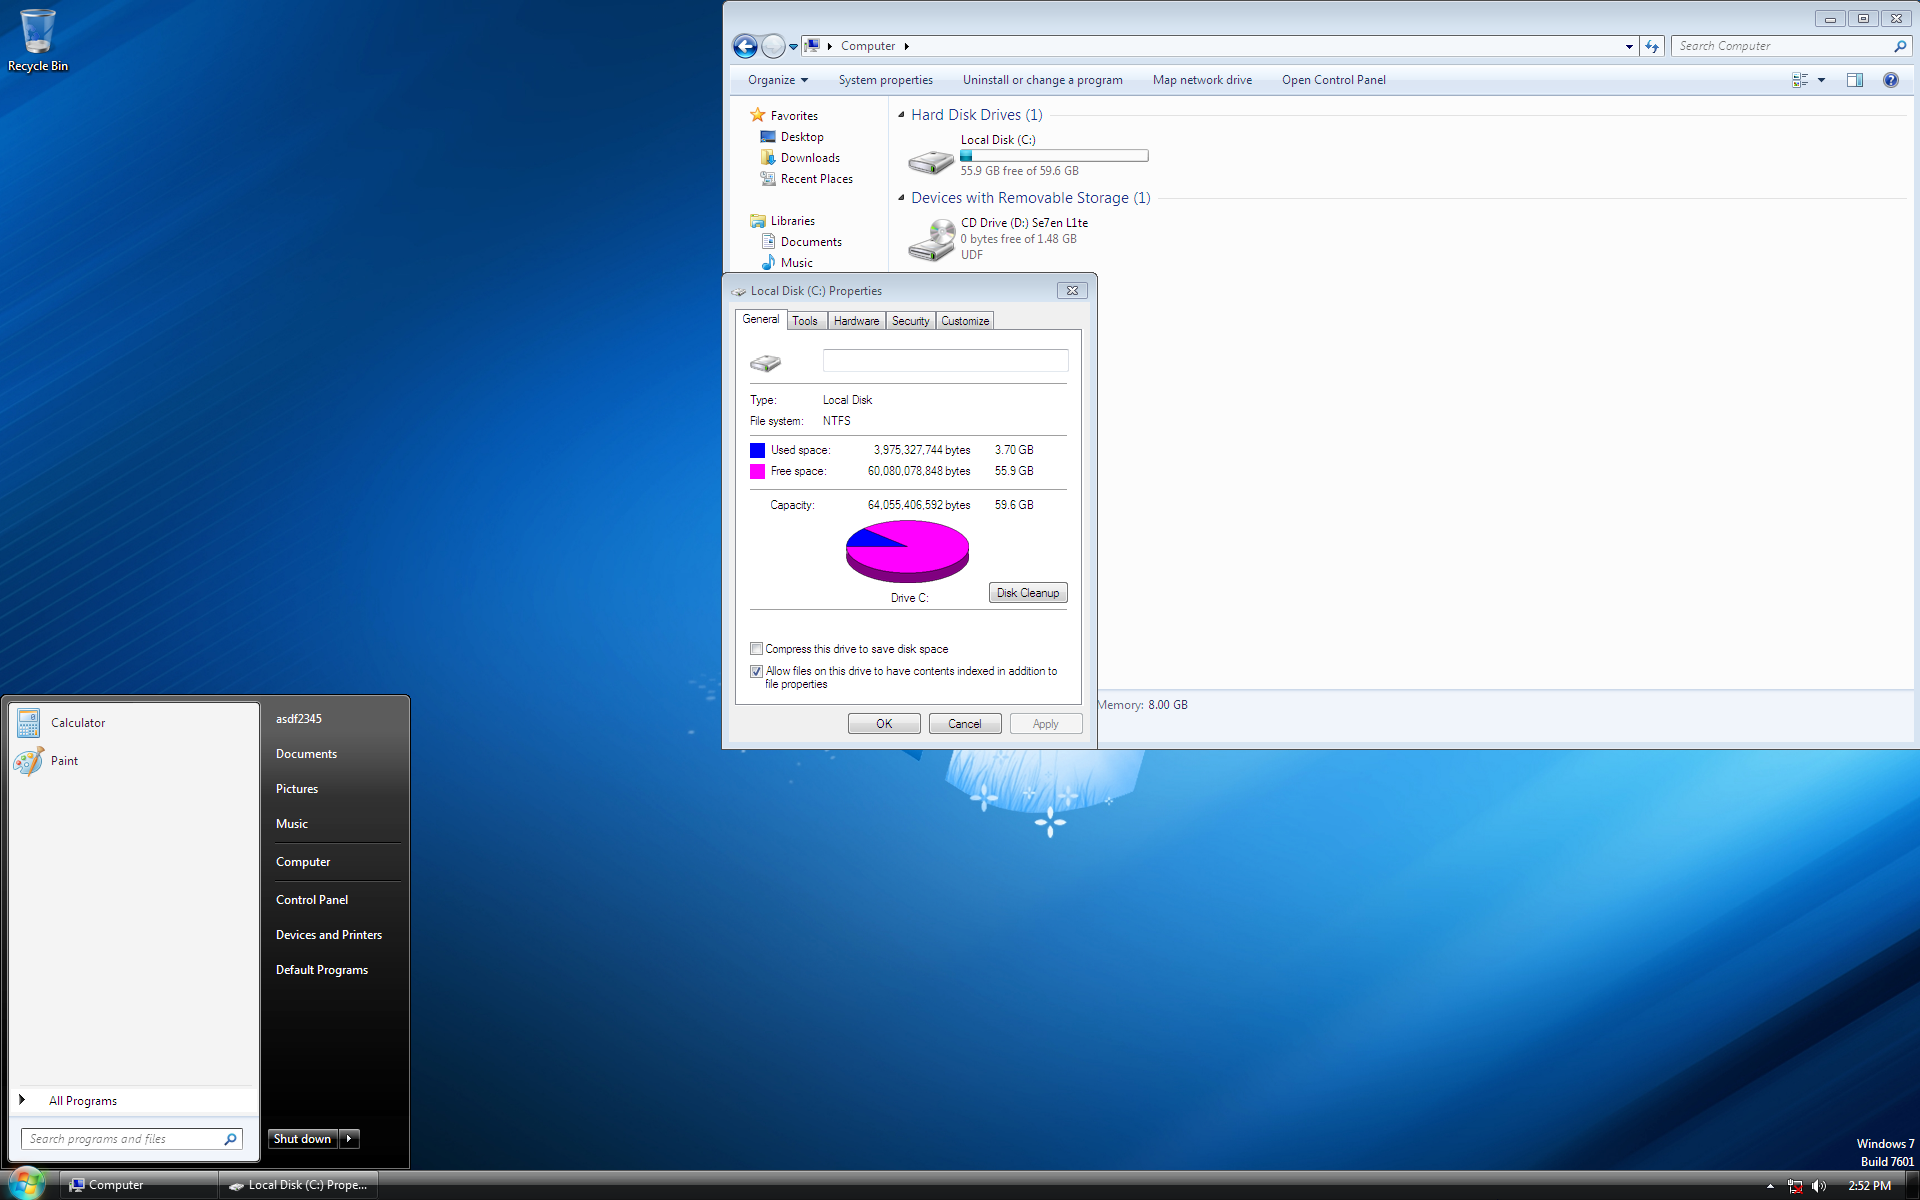 Recycle Bin
Computer
Search Computer
Organize
System properties
Uninstall or change a program
Map network drive
Open Control Panel
Favorites
Desktop
Downloads
Recent Places
Libraries
Documents
Music
Hard Disk Drives (1)
Local Disk (C:)
55.9 GB free of 59.6 GB
Devices with Removable Storage (1)
CD Drive (D:) Se7en L1te
0 bytes free of 1.48 GB
UDF
Memory: 8.00 GB
Local Disk (C:) Properties
General
Tools
Hardware
Security
Customize
Type: Local Disk
File system: NTFS
Used space: 3,975,327,744 bytes 3.70 GB
Free space: 60,080,078,848 bytes 55.9 GB
Capacity: 64,055,406,592 bytes 59.6 GB
Drive C:
Disk Cleanup
Compress this drive to save disk space
Allow files on this drive to have contents indexed in addition to
file properties
OK
Cancel
Apply
Calculator
Paint
All Programs
Search programs and files
asdf2345
Documents
Pictures
Music
Computer
Control Panel
Devices and Printers
Default Programs
Shut down
Windows 7
Build 7601
Computer
Local Disk (C:) Prope...
2:52 PM